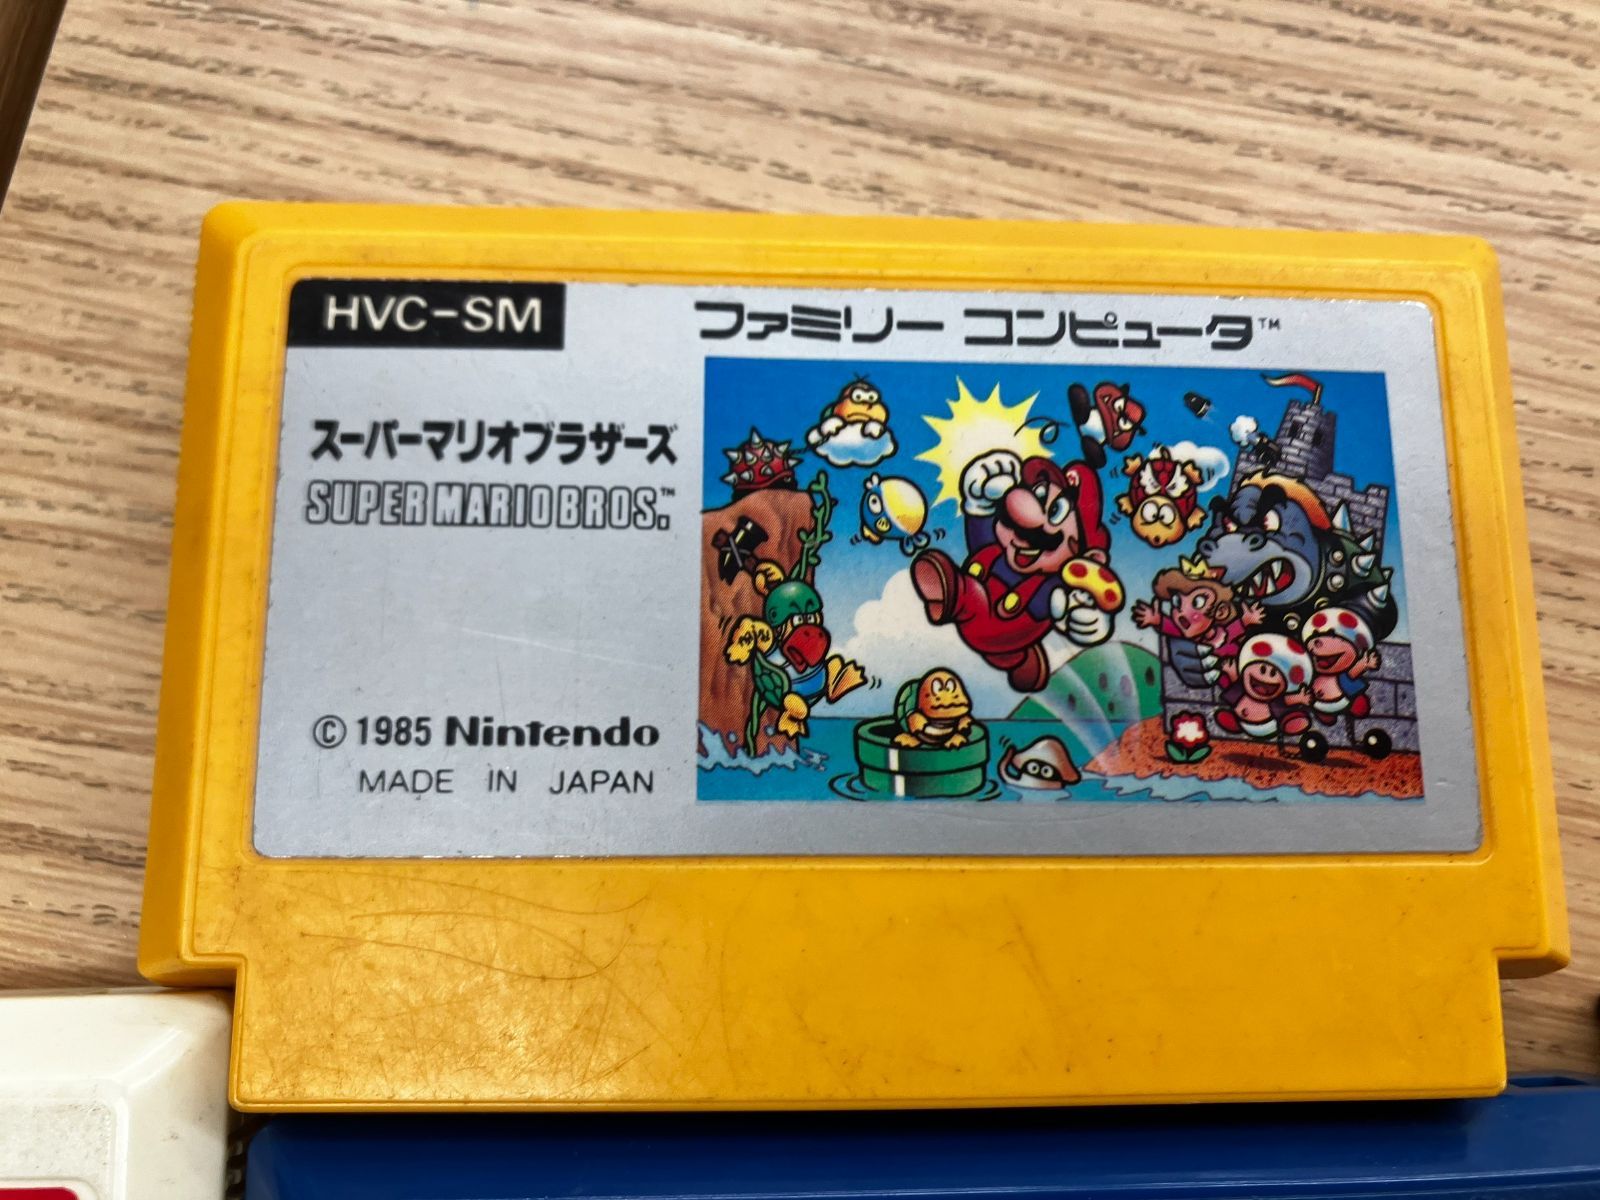 HVC-SM
ファミリー コンピュータ™
スーパーマリオブラザーズ
SUPER MARIO BROS.™
© 1985 Nintendo
MADE IN JAPAN